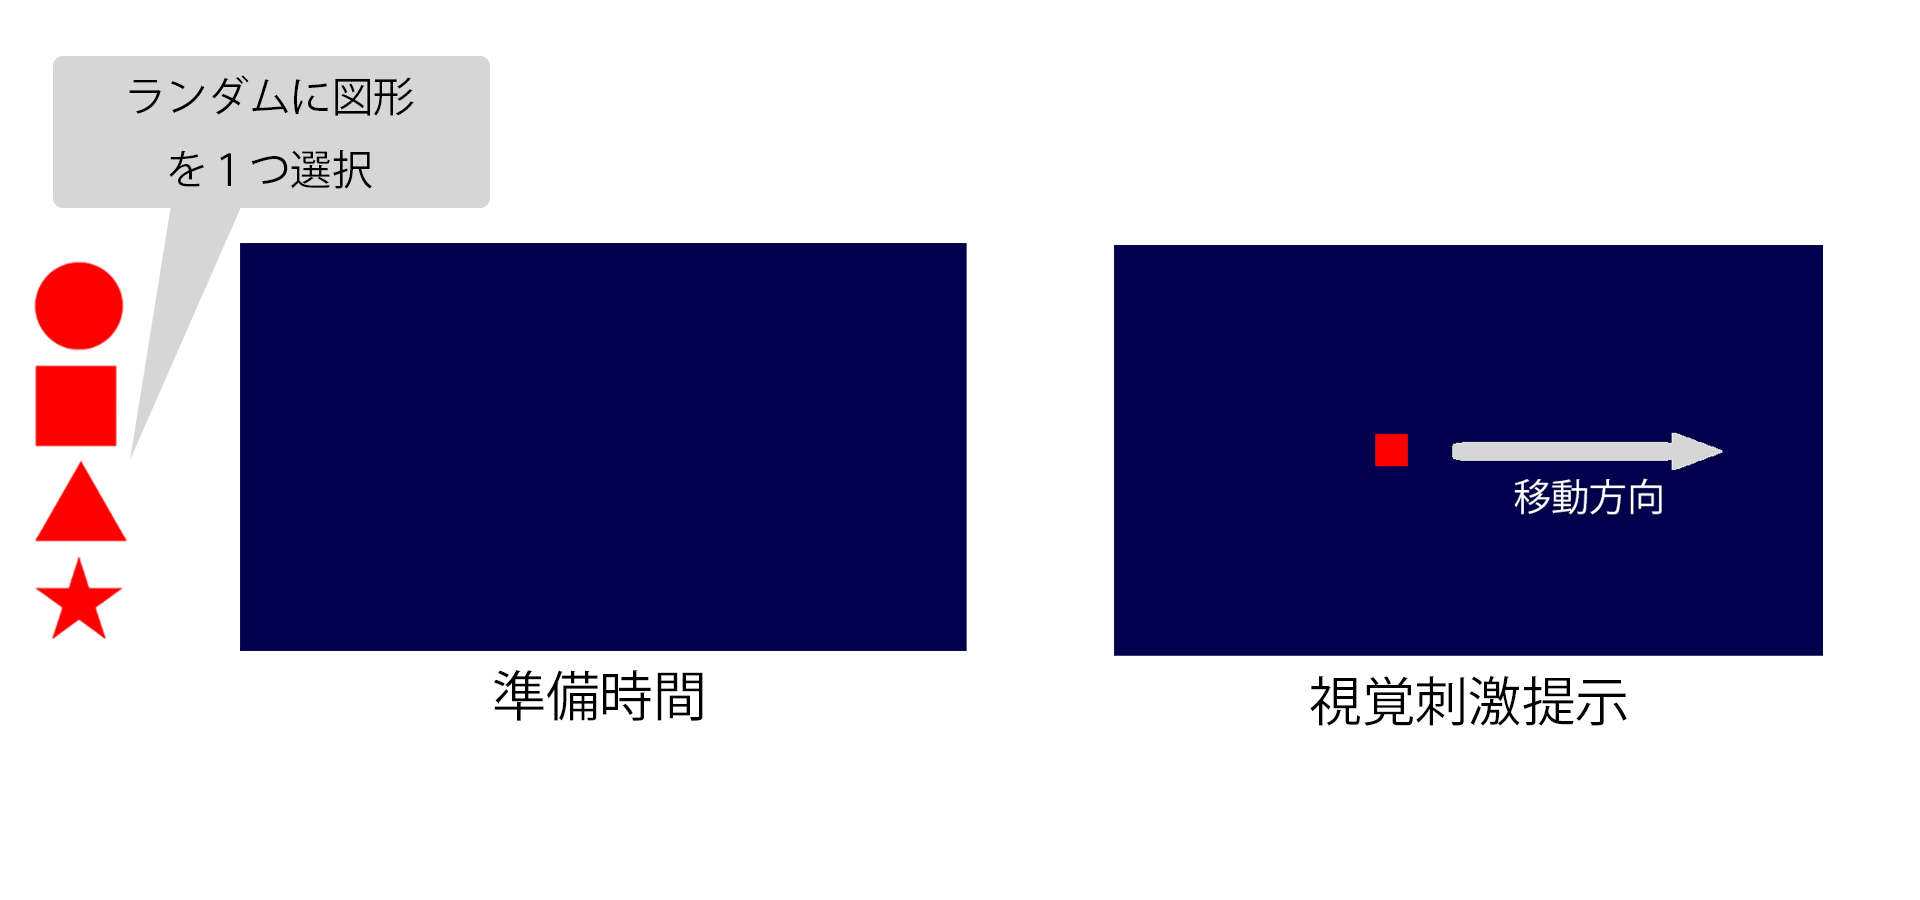 ランダムに図形
を1つ選択
移動方向
準備時間
視覚刺激提示